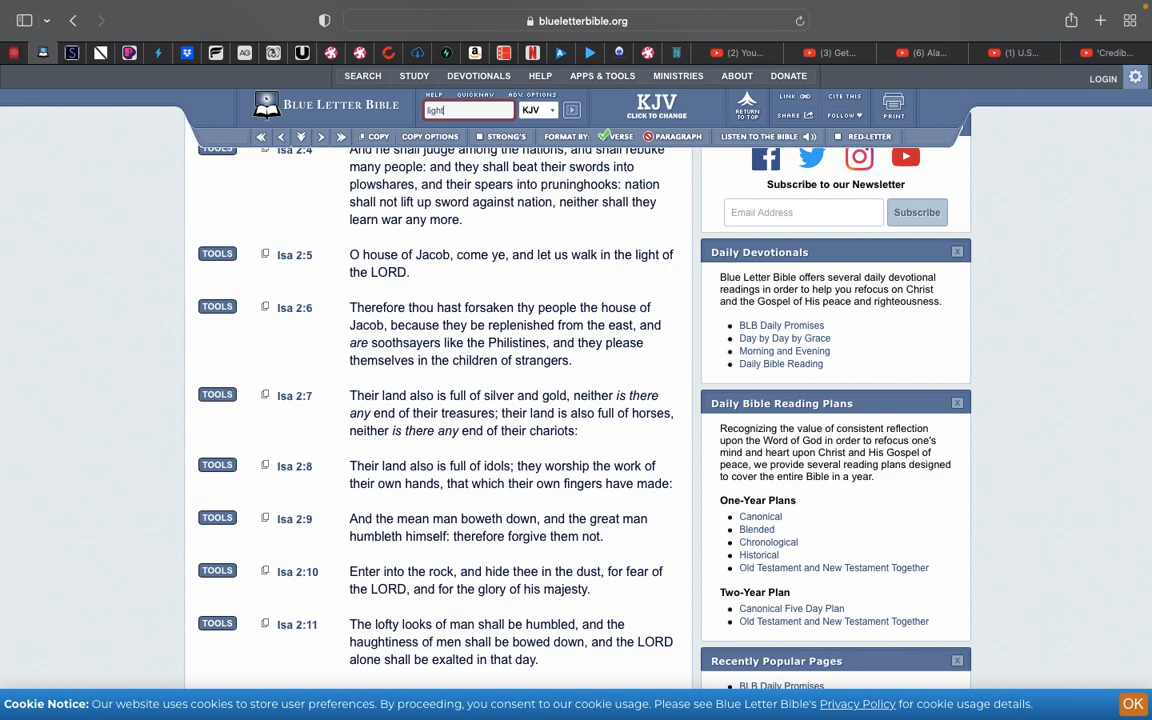 blueletterbible.org
(2) You...
(3) Get...
(6) Ala...
(1) U.S...
'Credib...
SEARCH STUDY DEVOTIONALS HELP APPS & TOOLS MINISTRIES ABOUT DONATE
LOGIN
HELP QUICKNAV ADV. OPTIONS
BLUE LETTER BIBLE
light
KJV
KJV
CLICK TO CHANGE
RETURN
TO TOP
LINK
SHARE
CITE THIS
FOLLOW
PRINT
COPY COPY OPTIONS STRONG'S FORMAT BY: VERSE PARAGRAPH LISTEN TO THE BIBLE RED-LETTER
TOOLS Isa 2:4 And he shall judge among the nations, and shall rebuke
many people: and they shall beat their swords into
plowshares, and their spears into pruninghooks: nation
shall not lift up sword against nation, neither shall they
learn war any more.
TOOLS Isa 2:5 O house of Jacob, come ye, and let us walk in the light of
the LORD.
TOOLS Isa 2:6 Therefore thou hast forsaken thy people the house of
Jacob, because they be replenished from the east, and
are soothsayers like the Philistines, and they please
themselves in the children of strangers.
TOOLS Isa 2:7 Their land also is full of silver and gold, neither is there
any end of their treasures; their land is also full of horses,
neither is there any end of their chariots:
TOOLS Isa 2:8 Their land also is full of idols; they worship the work of
their own hands, that which their own fingers have made:
TOOLS Isa 2:9 And the mean man boweth down, and the great man
humbleth himself: therefore forgive them not.
TOOLS Isa 2:10 Enter into the rock, and hide thee in the dust, for fear of
the LORD, and for the glory of his majesty.
TOOLS Isa 2:11 The lofty looks of man shall be humbled, and the
haughtiness of men shall be bowed down, and the LORD
alone shall be exalted in that day.
Subscribe to our Newsletter
Email Address Subscribe
Daily Devotionals X
Blue Letter Bible offers several daily devotional
readings in order to help you refocus on Christ
and the Gospel of His peace and righteousness.
BLB Daily Promises
Day by Day by Grace
Morning and Evening
Daily Bible Reading
Daily Bible Reading Plans X
Recognizing the value of consistent reflection
upon the Word of God in order to refocus one's
mind and heart upon Christ and His Gospel of
peace, we provide several reading plans designed
to cover the entire Bible in a year.
One-Year Plans
Canonical
Blended
Chronological
Historical
Old Testament and New Testament Together
Two-Year Plan
Canonical Five Day Plan
Old Testament and New Testament Together
Recently Popular Pages X
BLB Daily Promises
Cookie Notice: Our website uses cookies to store user preferences. By proceeding, you consent to our cookie usage. Please see Blue Letter Bible's Privacy Policy for cookie usage details. OK